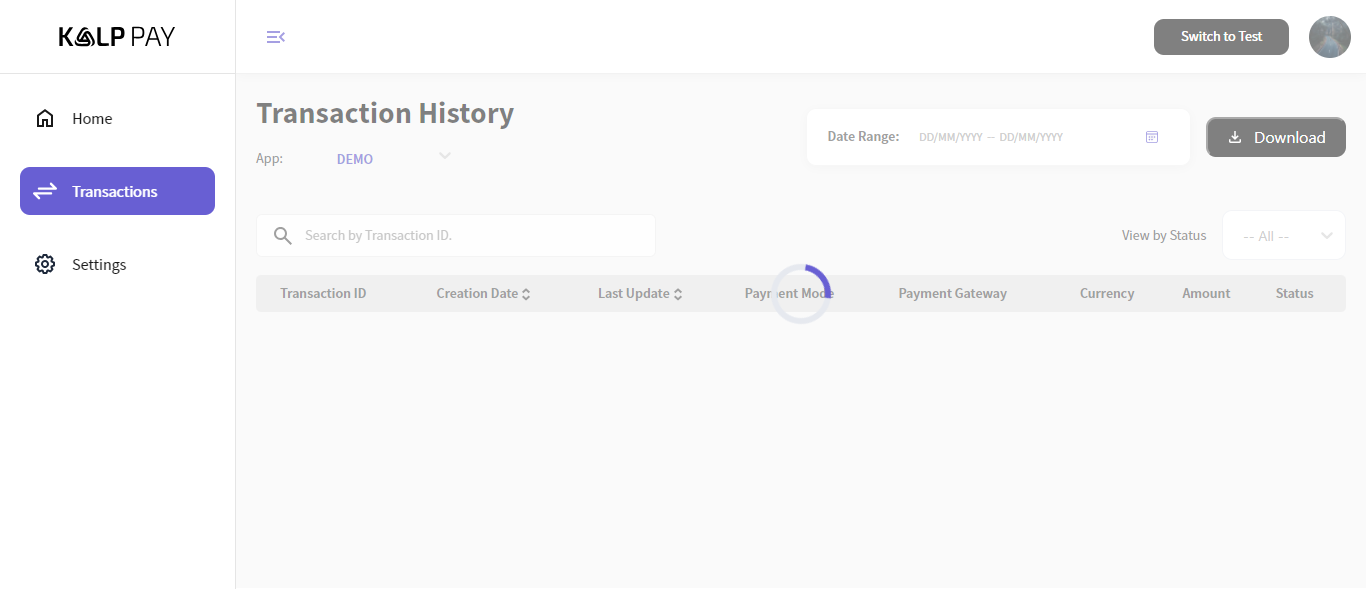 KALP PAY
Switch to Test
Home
Transactions
Settings
Transaction History
App: DEMO
Date Range: DD/MM/YYYY – DD/MM/YYYY
Download
Search by Transaction ID.
View by Status -- All --
Transaction ID Creation Date Last Update Payment Mode Payment Gateway Currency Amount Status